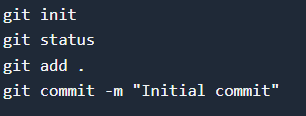 git init
git status
git add .
git commit -m "Initial commit"